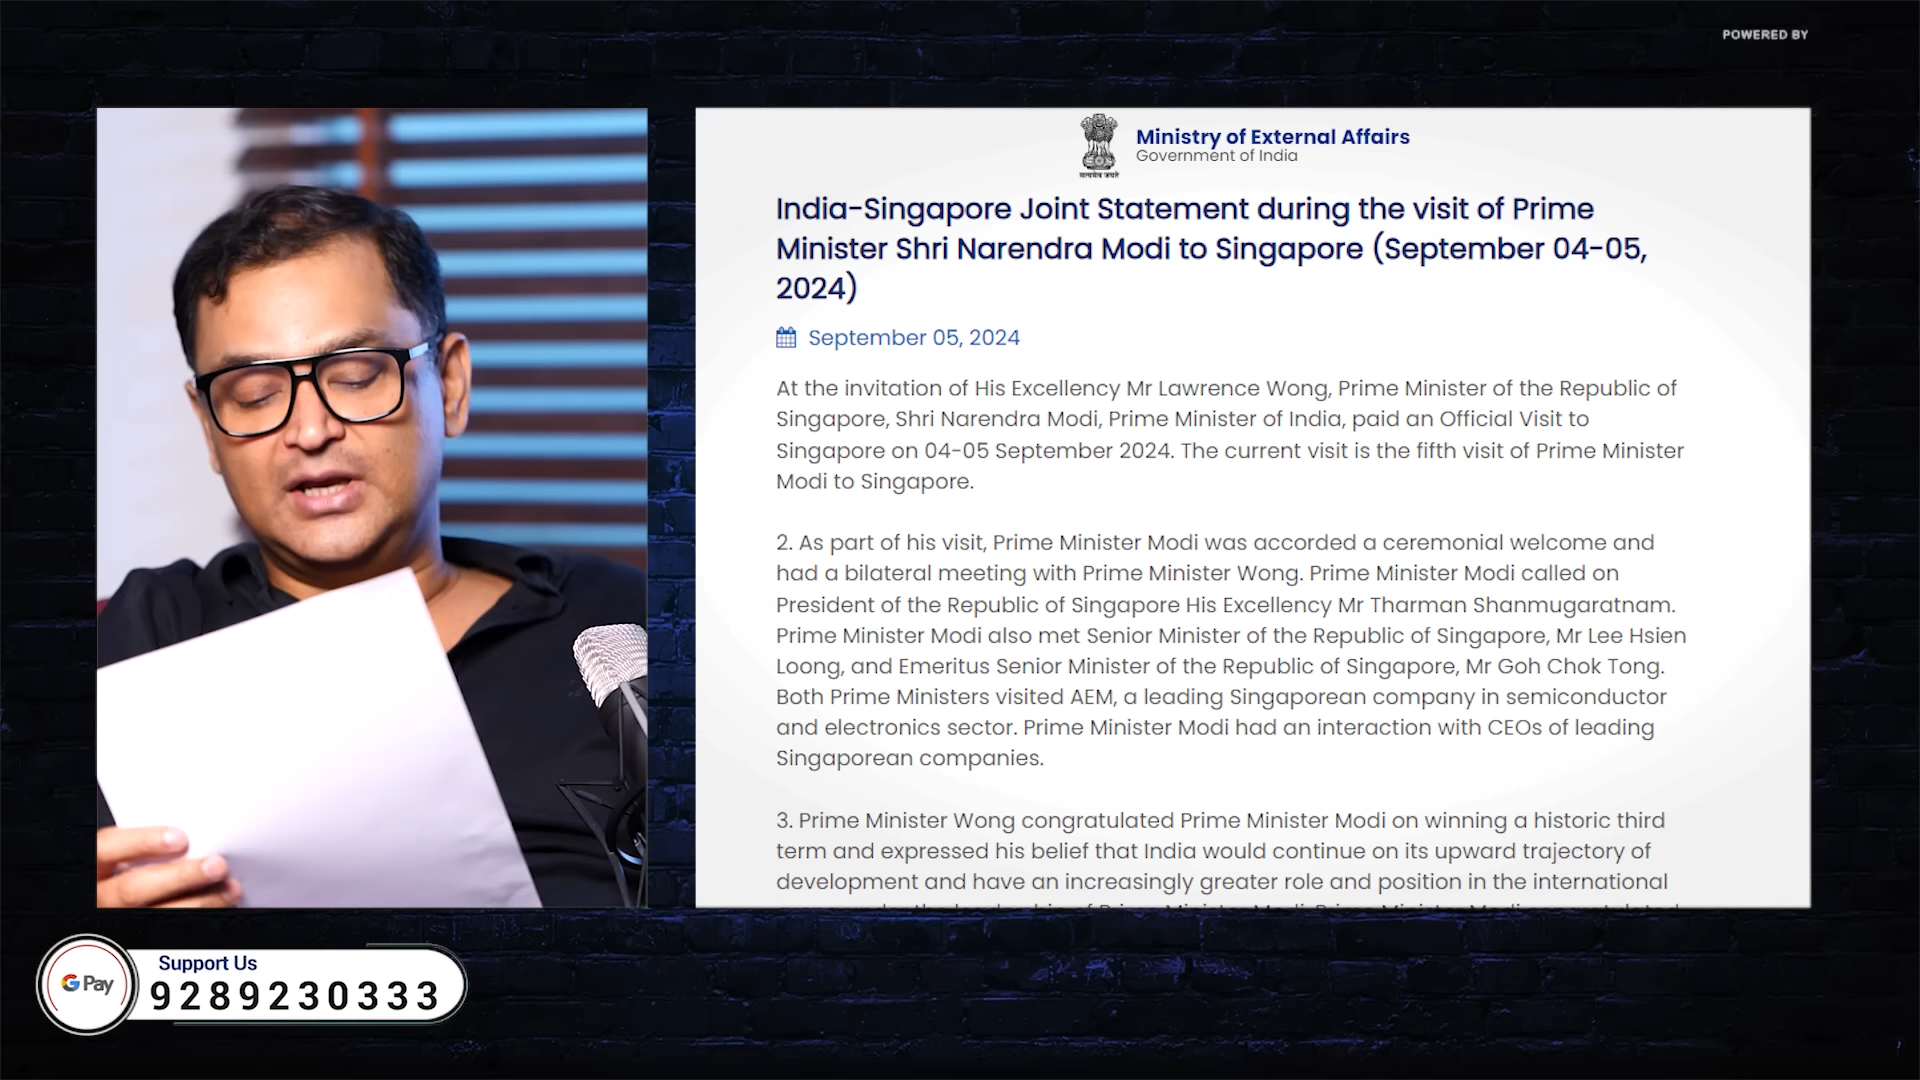 POWERED BY
Ministry of External Affairs
Government of India
सत्यमेव जयते
India-Singapore Joint Statement during the visit of Prime
Minister Shri Narendra Modi to Singapore (September 04-05,
2024)
September 05, 2024
At the invitation of His Excellency Mr Lawrence Wong, Prime Minister of the Republic of
Singapore, Shri Narendra Modi, Prime Minister of India, paid an Official Visit to
Singapore on 04-05 September 2024. The current visit is the fifth visit of Prime Minister
Modi to Singapore.
2. As part of his visit, Prime Minister Modi was accorded a ceremonial welcome and
had a bilateral meeting with Prime Minister Wong. Prime Minister Modi called on
President of the Republic of Singapore His Excellency Mr Tharman Shanmugaratnam.
Prime Minister Modi also met Senior Minister of the Republic of Singapore, Mr Lee Hsien
Loong, and Emeritus Senior Minister of the Republic of Singapore, Mr Goh Chok Tong.
Both Prime Ministers visited AEM, a leading Singaporean company in semiconductor
and electronics sector. Prime Minister Modi had an interaction with CEOs of leading
Singaporean companies.
3. Prime Minister Wong congratulated Prime Minister Modi on winning a historic third
term and expressed his belief that India would continue on its upward trajectory of
development and have an increasingly greater role and position in the international
G Pay
Support Us
9289230333